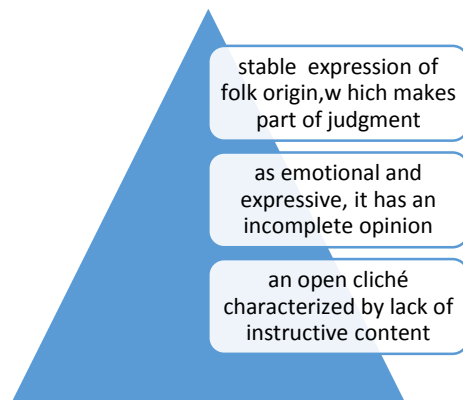 stable expression of
folk origin,w hich makes
part of judgment
as emotional and
expressive, it has an
incomplete opinion
an open cliché
characterized by lack of
instructive content